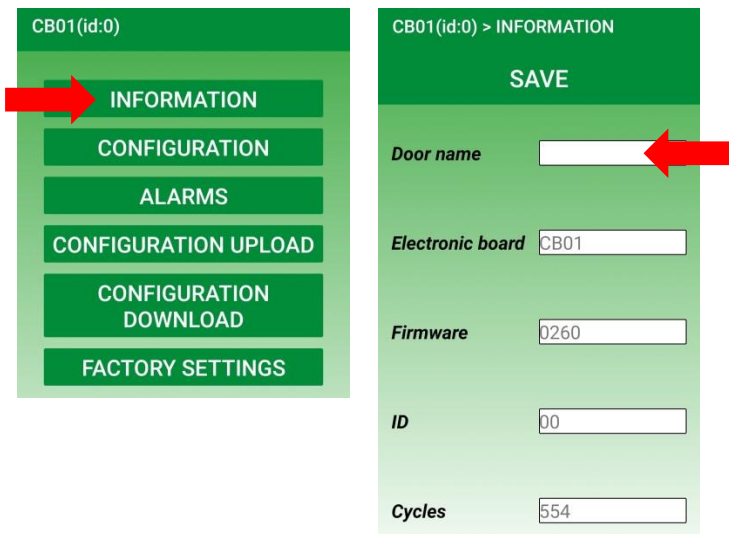 CB01(id:0)
INFORMATION
CONFIGURATION
ALARMS
CONFIGURATION UPLOAD
CONFIGURATION
DOWNLOAD
FACTORY SETTINGS
CB01(id:0) > INFORMATION
SAVE
Door name
Electronic board CB01
Firmware 0260
ID 00
Cycles 554